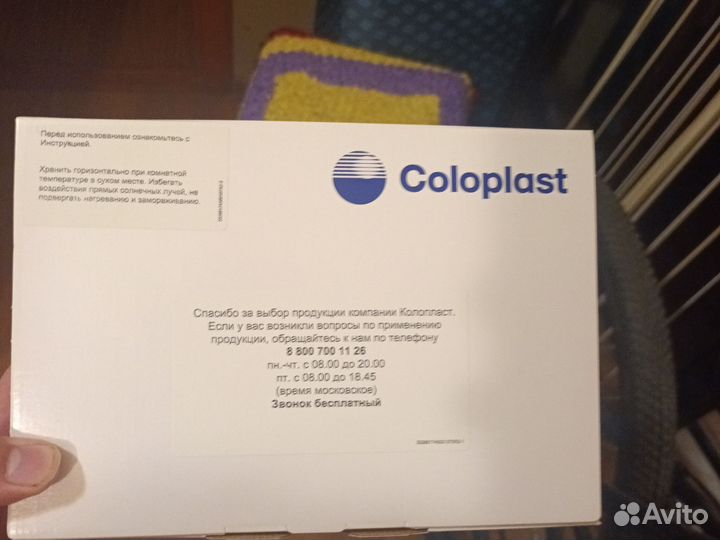 Перед использованием ознакомьтесь с
Инструкцией.
Хранить горизонтально при комнатной
температуре в сухом месте. Избегать
воздействия прямых солнечных лучей, не
подвергать нагреванию и замораживанию.
Coloplast
Спасибо за выбор продукции компании Колопласт.
Если у вас возникли вопросы по применению
продукции, обращайтесь к нам по телефону
8 800 700 11 26
пн.-чт. с 08.00 до 20.00
пт. с 08.00 до 18.45
(время московское)
Звонок бесплатный
Avito